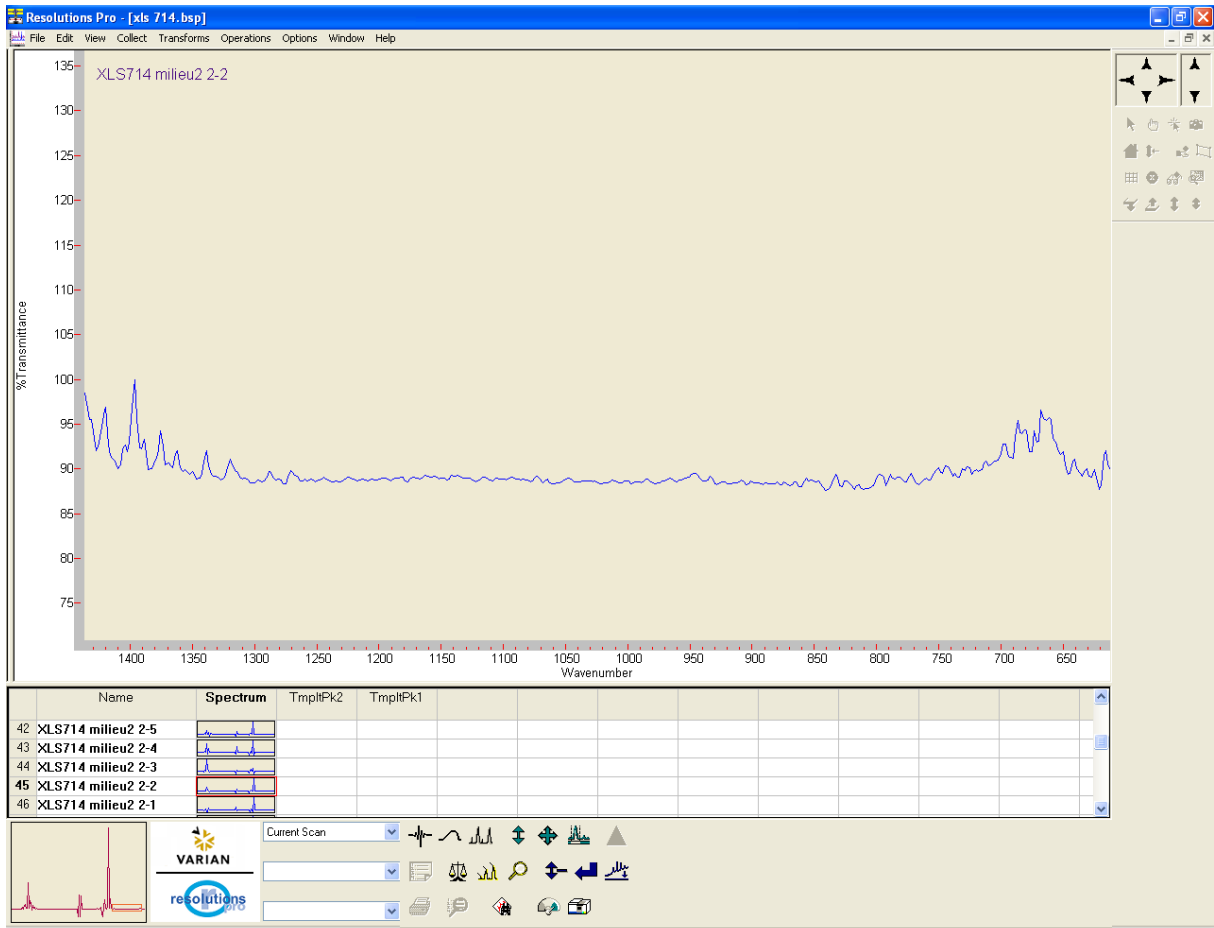 Resolutions Pro - [xls 714.bsp]
File Edit View Collect Transforms Operations Options Window Help
XLS714 milieu2 2-2
135
130
125
120
115
110
105
100
95
90
85
80
75
%Transmittance
1400 1350 1300 1250 1200 1150 1100 1050 1000 950 900 850 800 750 700 650
Wavenumber
Name Spectrum TmpltPk2 TmpltPk1
42 XLS714 milieu2 2-5
43 XLS714 milieu2 2-4
44 XLS714 milieu2 2-3
45 XLS714 milieu2 2-2
46 XLS714 milieu2 2-1
VARIAN
resolutions
pro
Current Scan